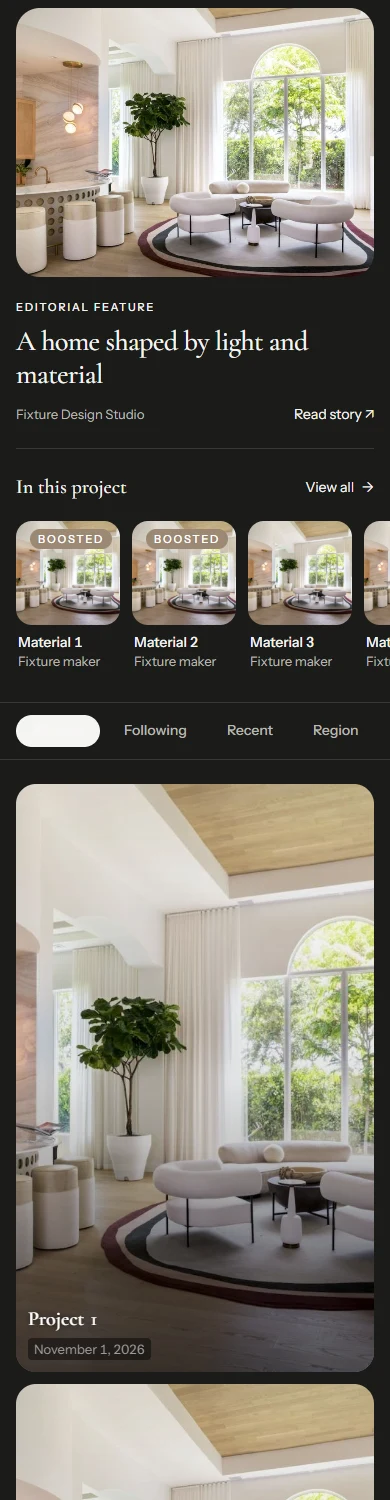 EDITORIAL FEATURE
A home shaped by light and
material
Fixture Design Studio
Read story
In this project
View all
BOOSTED
BOOSTED
Material 1
Material 2
Material 3
Mat
Fixture maker
Fixture maker
Fixture maker
Fixt
Following
Recent
Region
Project 1
November 1, 2026